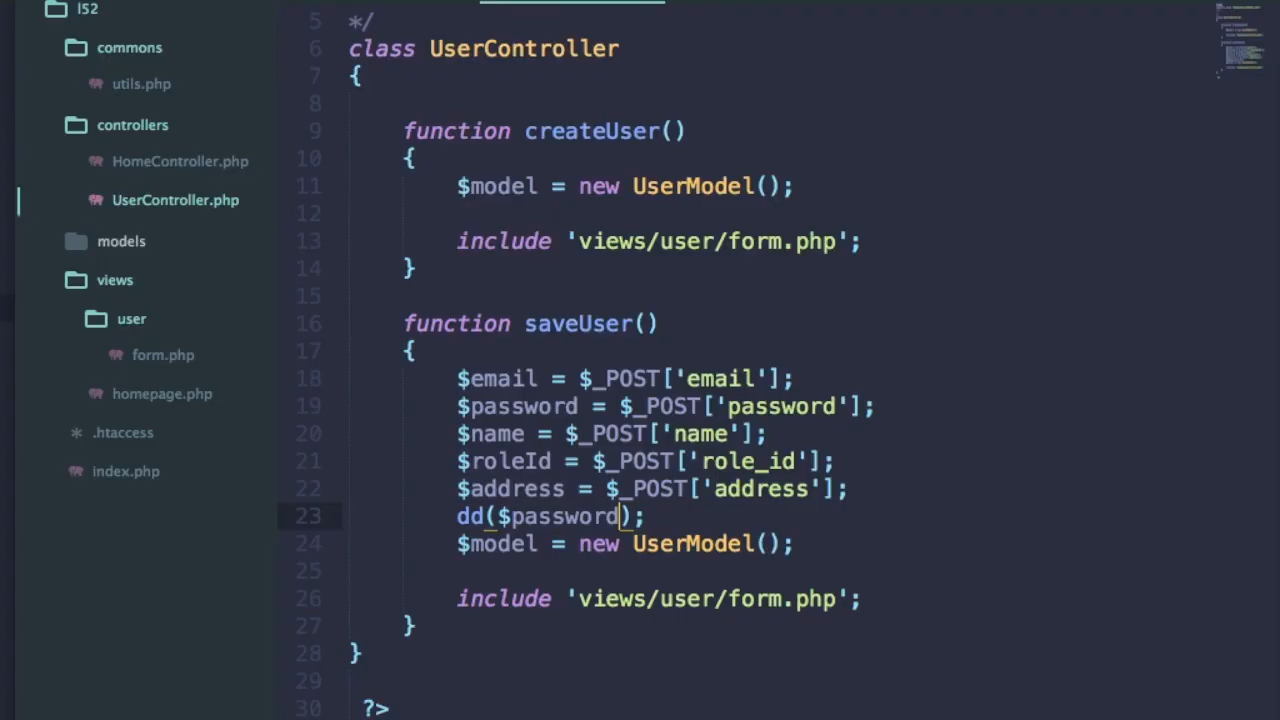 l52
commons
utils.php
controllers
HomeController.php
UserController.php
models
views
user
form.php
homepage.php
* .htaccess
index.php
5 */
6 class UserController
7 {
8
9 function createUser()
10 {
11 $model = new UserModel();
12
13 include 'views/user/form.php';
14 }
15
16 function saveUser()
17 {
18 $email = $_POST['email'];
19 $password = $_POST['password'];
20 $name = $_POST['name'];
21 $roleId = $_POST['role_id'];
22 $address = $_POST['address'];
23 dd($password);
24 $model = new UserModel();
25
26 include 'views/user/form.php';
27 }
28 }
29
30 ?>